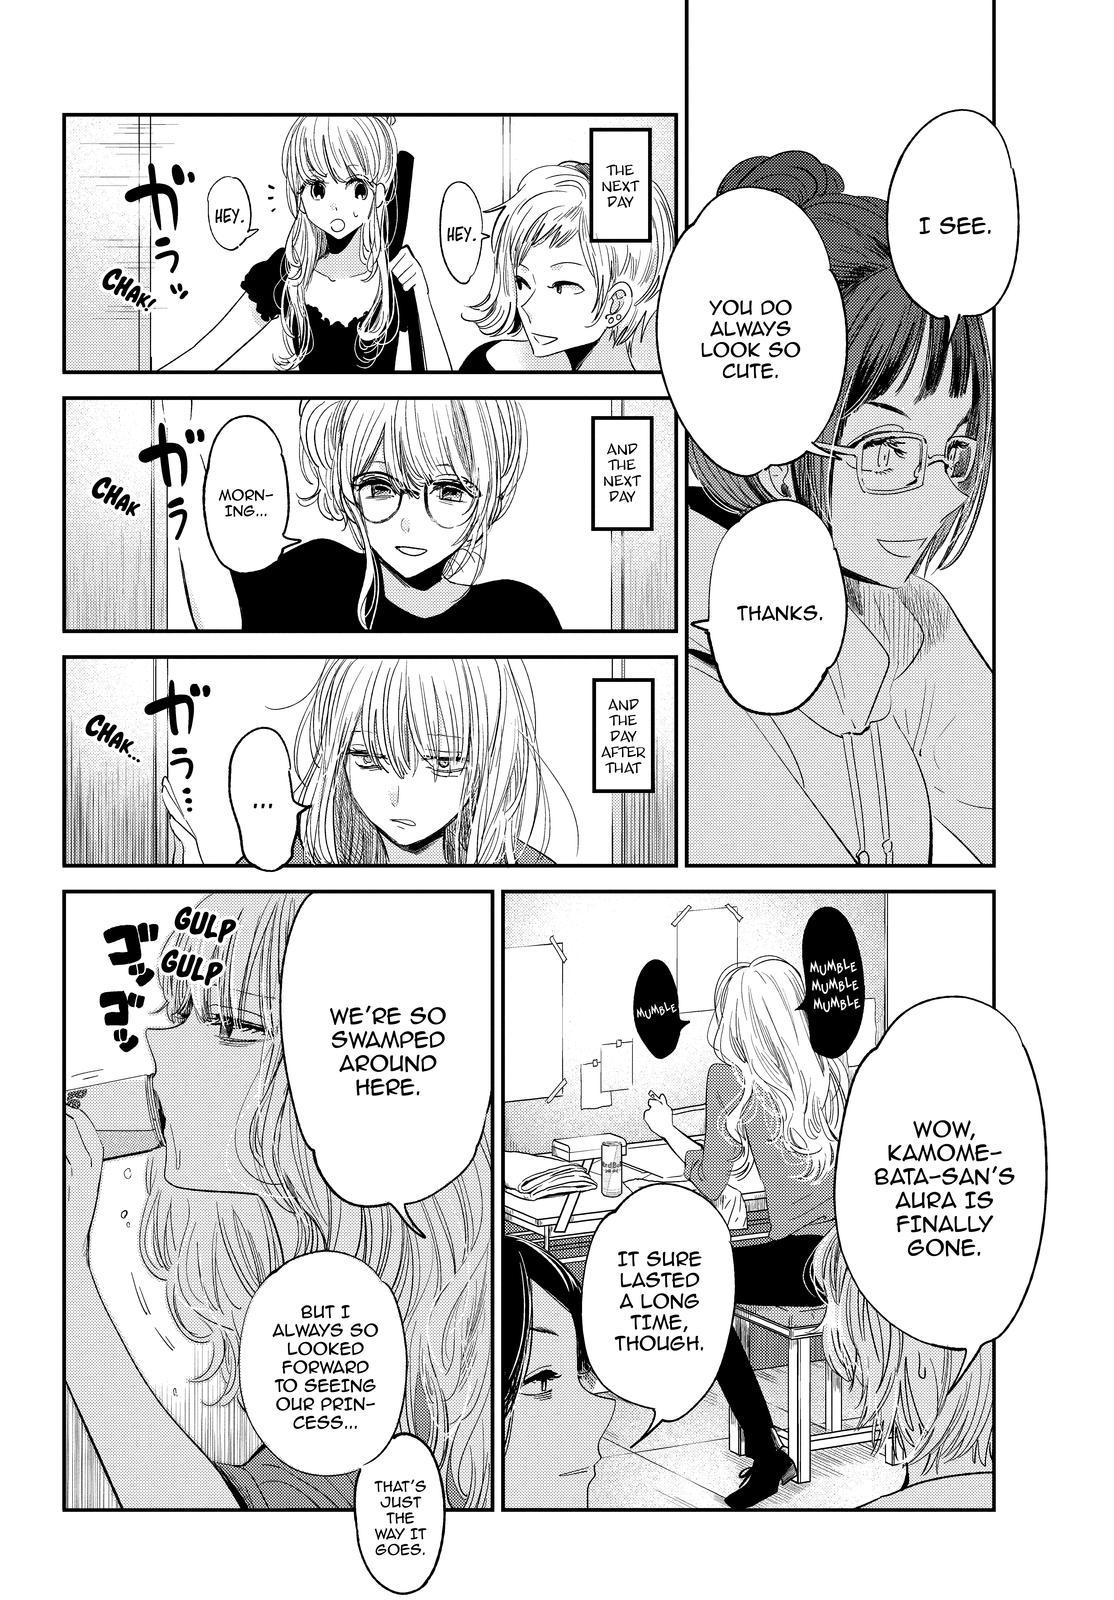 I SEE.
YOU DO
ALWAYS
LOOK SO
CUTE.
THANKS.
THE
NEXT
DAY
HEY.
HEY.
ガラッ
CHAK!
AND
THE
NEXT
DAY
MORN-
ING...
ガラ
CHAK
AND
THE
DAY
AFTER
THAT
...
ガラ…
CHAK...
MUMBLE
MUMBLE
MUMBLE
MUMBLE
WOW,
KAMOME-
BATA-SAN'S
AURA IS
FINALLY
GONE.
RedBull
IT SURE
LASTED
A LONG
TIME,
THOUGH.
WE'RE SO
SWAMPED
AROUND
HERE.
GULP
GULP
ゴッ
ゴッ
BUT I
ALWAYS SO
LOOKED
FORWARD
TO SEEING
OUR PRIN-
CESS...
THAT'S
JUST
THE
WAY IT
GOES.